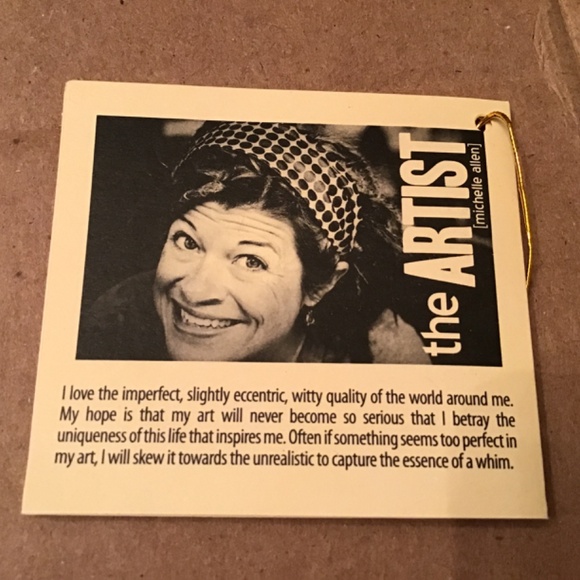 the ARTIST
[michelle allen]
I love the imperfect, slightly eccentric, witty quality of the world around me.
My hope is that my art will never become so serious that I betray the
uniqueness of this life that inspires me. Often if something seems too perfect in
my art, I will skew it towards the unrealistic to capture the essence of a whim.